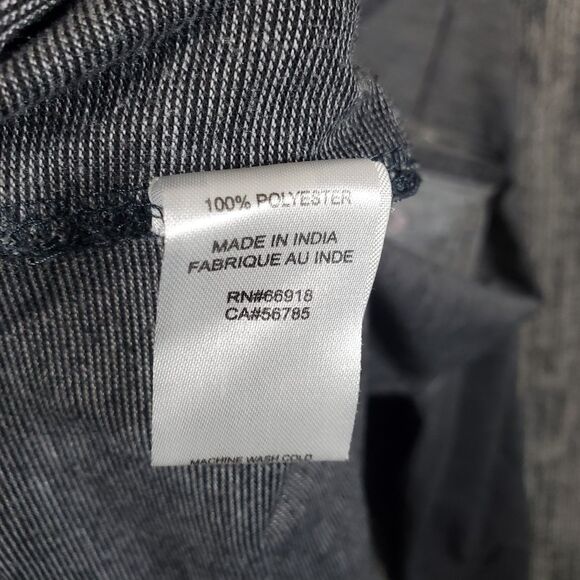 100% POLYESTER
MADE IN INDIA
FABRIQUE AU INDE
RN#66918
CA#56785
MACHINE WASH COLD